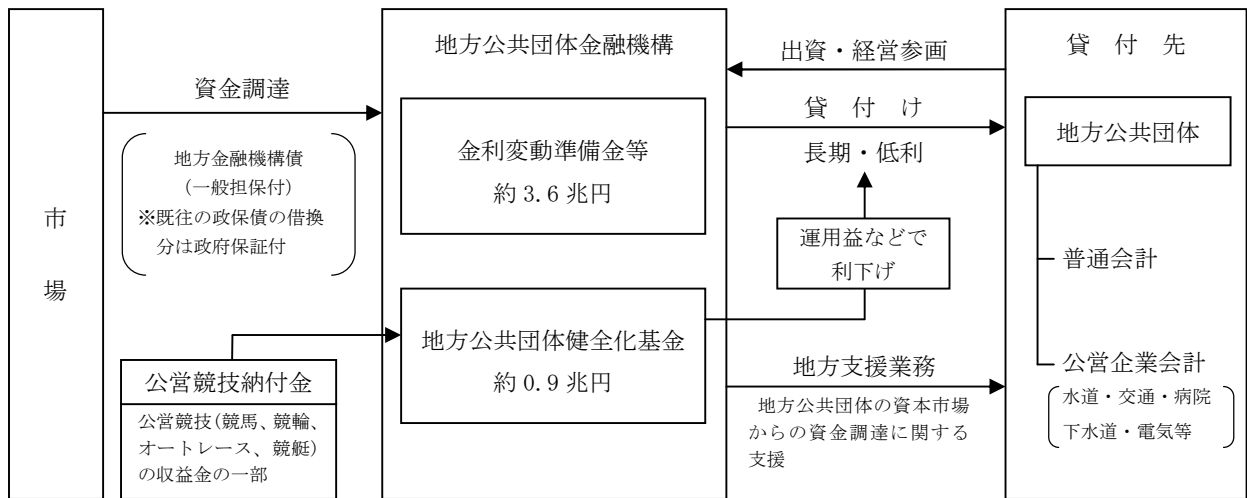 市
場
資金調達
地方金融機構債
(一般担保付)
※既往の政保債の借換
分は政府保証付
公営競技納付金
公営競技(競馬、競輪、
オートレース、競艇)
の収益金の一部
地方公共団体金融機構
金利変動準備金等
約 3.6 兆円
地方公共団体健全化基金
約 0.9 兆円
出資・経営参画
貸 付 け
長期・低利
運用益などで
利下げ
地方支援業務
地方公共団体の資本市場
からの資金調達に関する
支援
貸 付 先
地方公共団体
普通会計
公営企業会計
水道・交通・病院
下水道・電気等